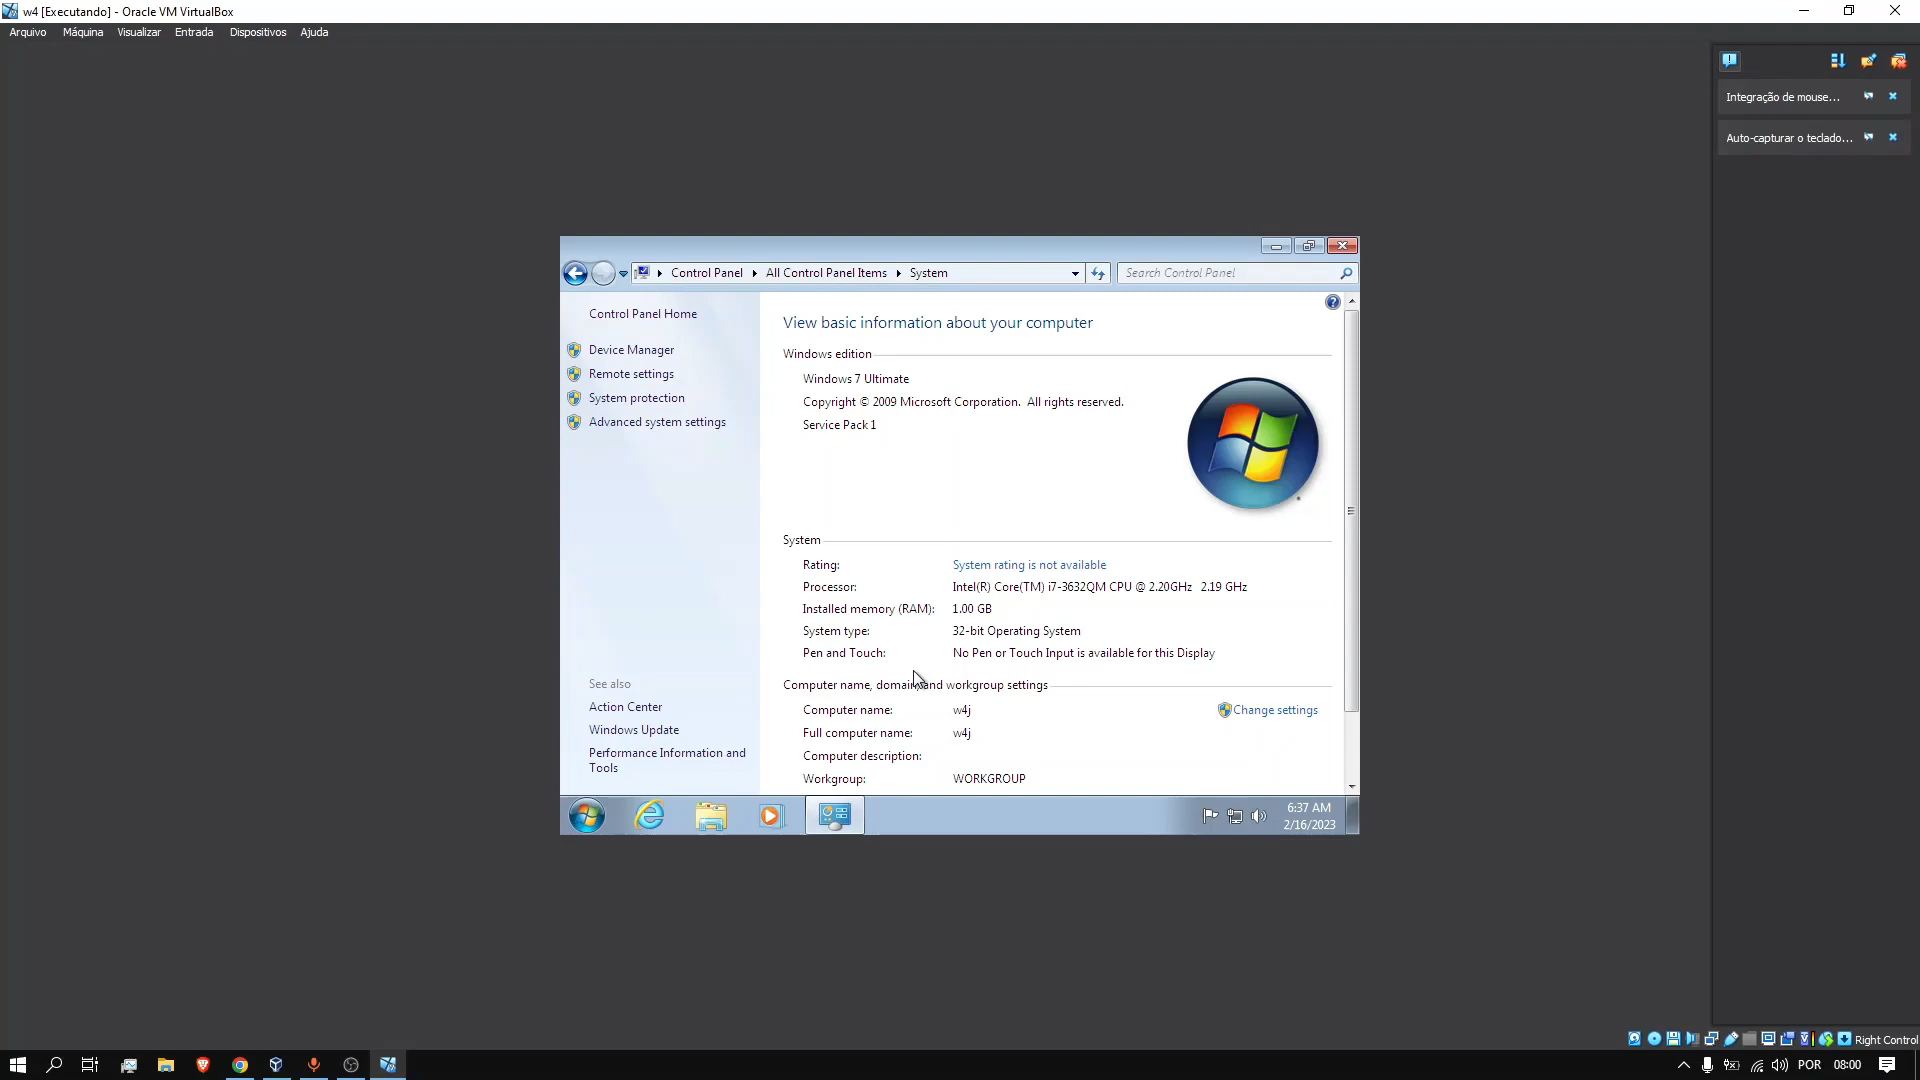 w4 [Executando] - Oracle VM VirtualBox
Arquivo Máquina Visualizar Entrada Dispositivos Ajuda
Integração de mouse...
Auto-capturar o teclado...
Control Panel All Control Panel Items System
Search Control Panel
Control Panel Home
Device Manager
Remote settings
System protection
Advanced system settings
See also
Action Center
Windows Update
Performance Information and
Tools
View basic information about your computer
Windows edition
Windows 7 Ultimate
Copyright © 2009 Microsoft Corporation. All rights reserved.
Service Pack 1
System
Rating: System rating is not available
Processor: Intel(R) Core(TM) i7-3632QM CPU @ 2.20GHz 2.19 GHz
Installed memory (RAM): 1.00 GB
System type: 32-bit Operating System
Pen and Touch: No Pen or Touch Input is available for this Display
Computer name, domain, and workgroup settings
Computer name: w4j
Change settings
Full computer name: w4j
Computer description:
Workgroup: WORKGROUP
6:37 AM
2/16/2023
Right Control
POR 08:00